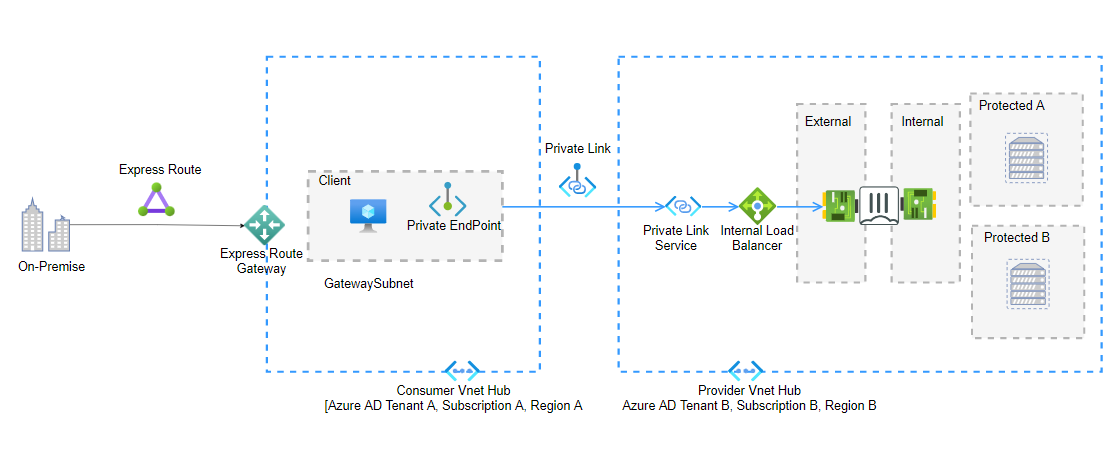 Express Route
On-Premise
Express Route
Gateway
Client
Private EndPoint
GatewaySubnet
Private Link
Private Link
Service
Internal Load
Balancer
External
Internal
Protected A
Protected B
Consumer Vnet Hub
[Azure AD Tenant A, Subscription A, Region A
Provider Vnet Hub
Azure AD Tenant B, Subscription B, Region B